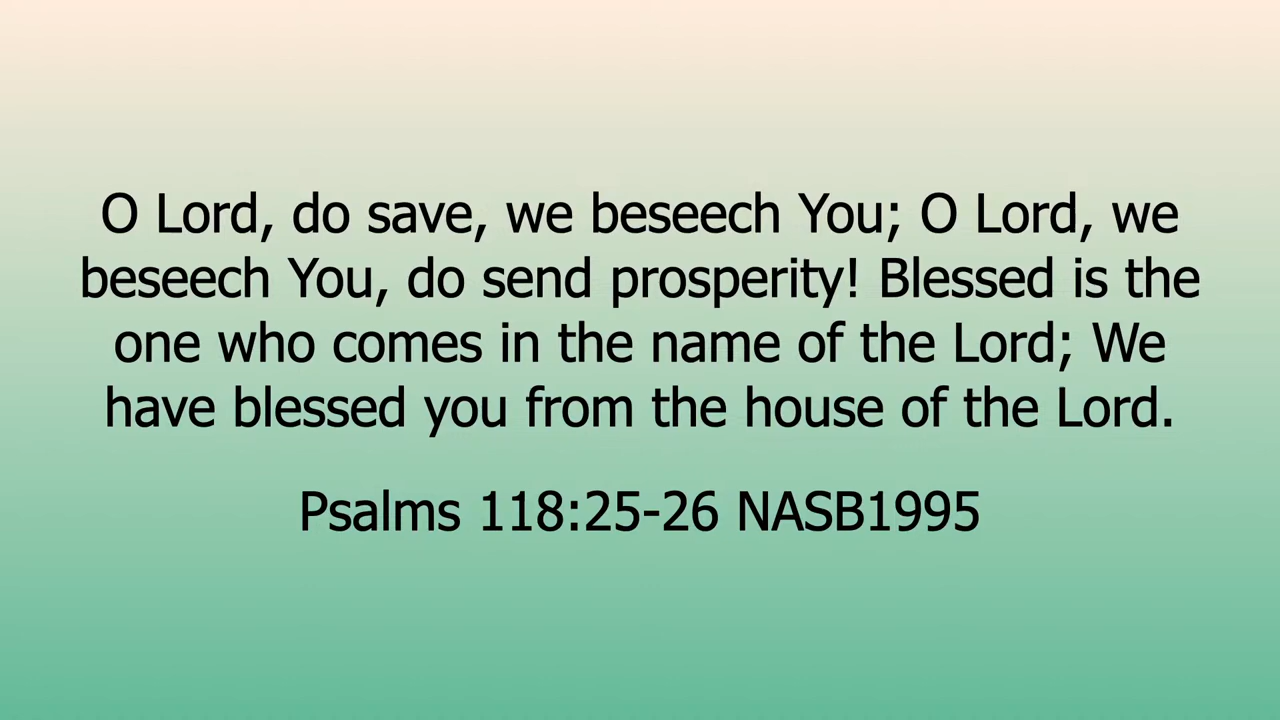 O Lord, do save, we beseech You; O Lord, we
beseech You, do send prosperity! Blessed is the
one who comes in the name of the Lord; We
have blessed you from the house of the Lord.
Psalms 118:25-26 NASB1995